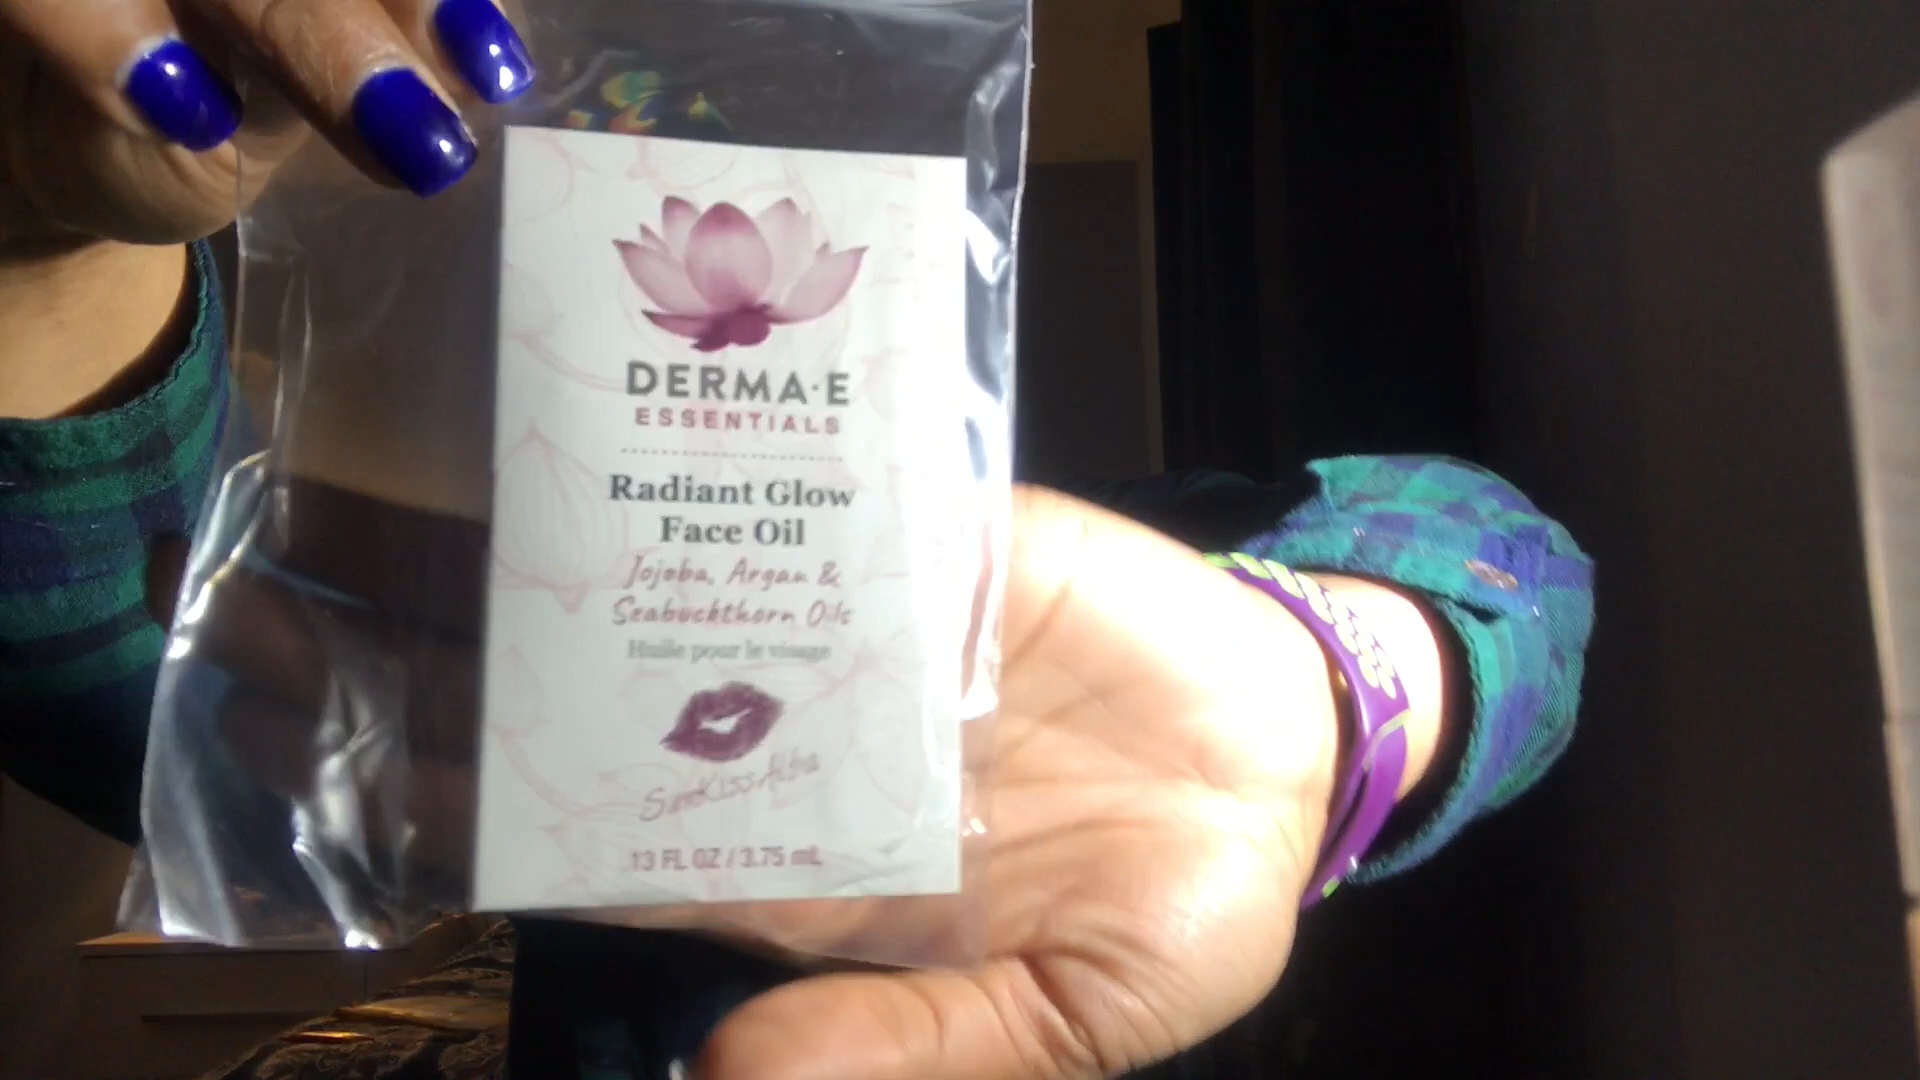 DERMA·E
ESSENTIALS
Radiant Glow
Face Oil
Jojoba, Argan &
Seabuckthorn Oils
Huile pour le visage
SunKissAlba
.13 FL OZ / 3.75 mL